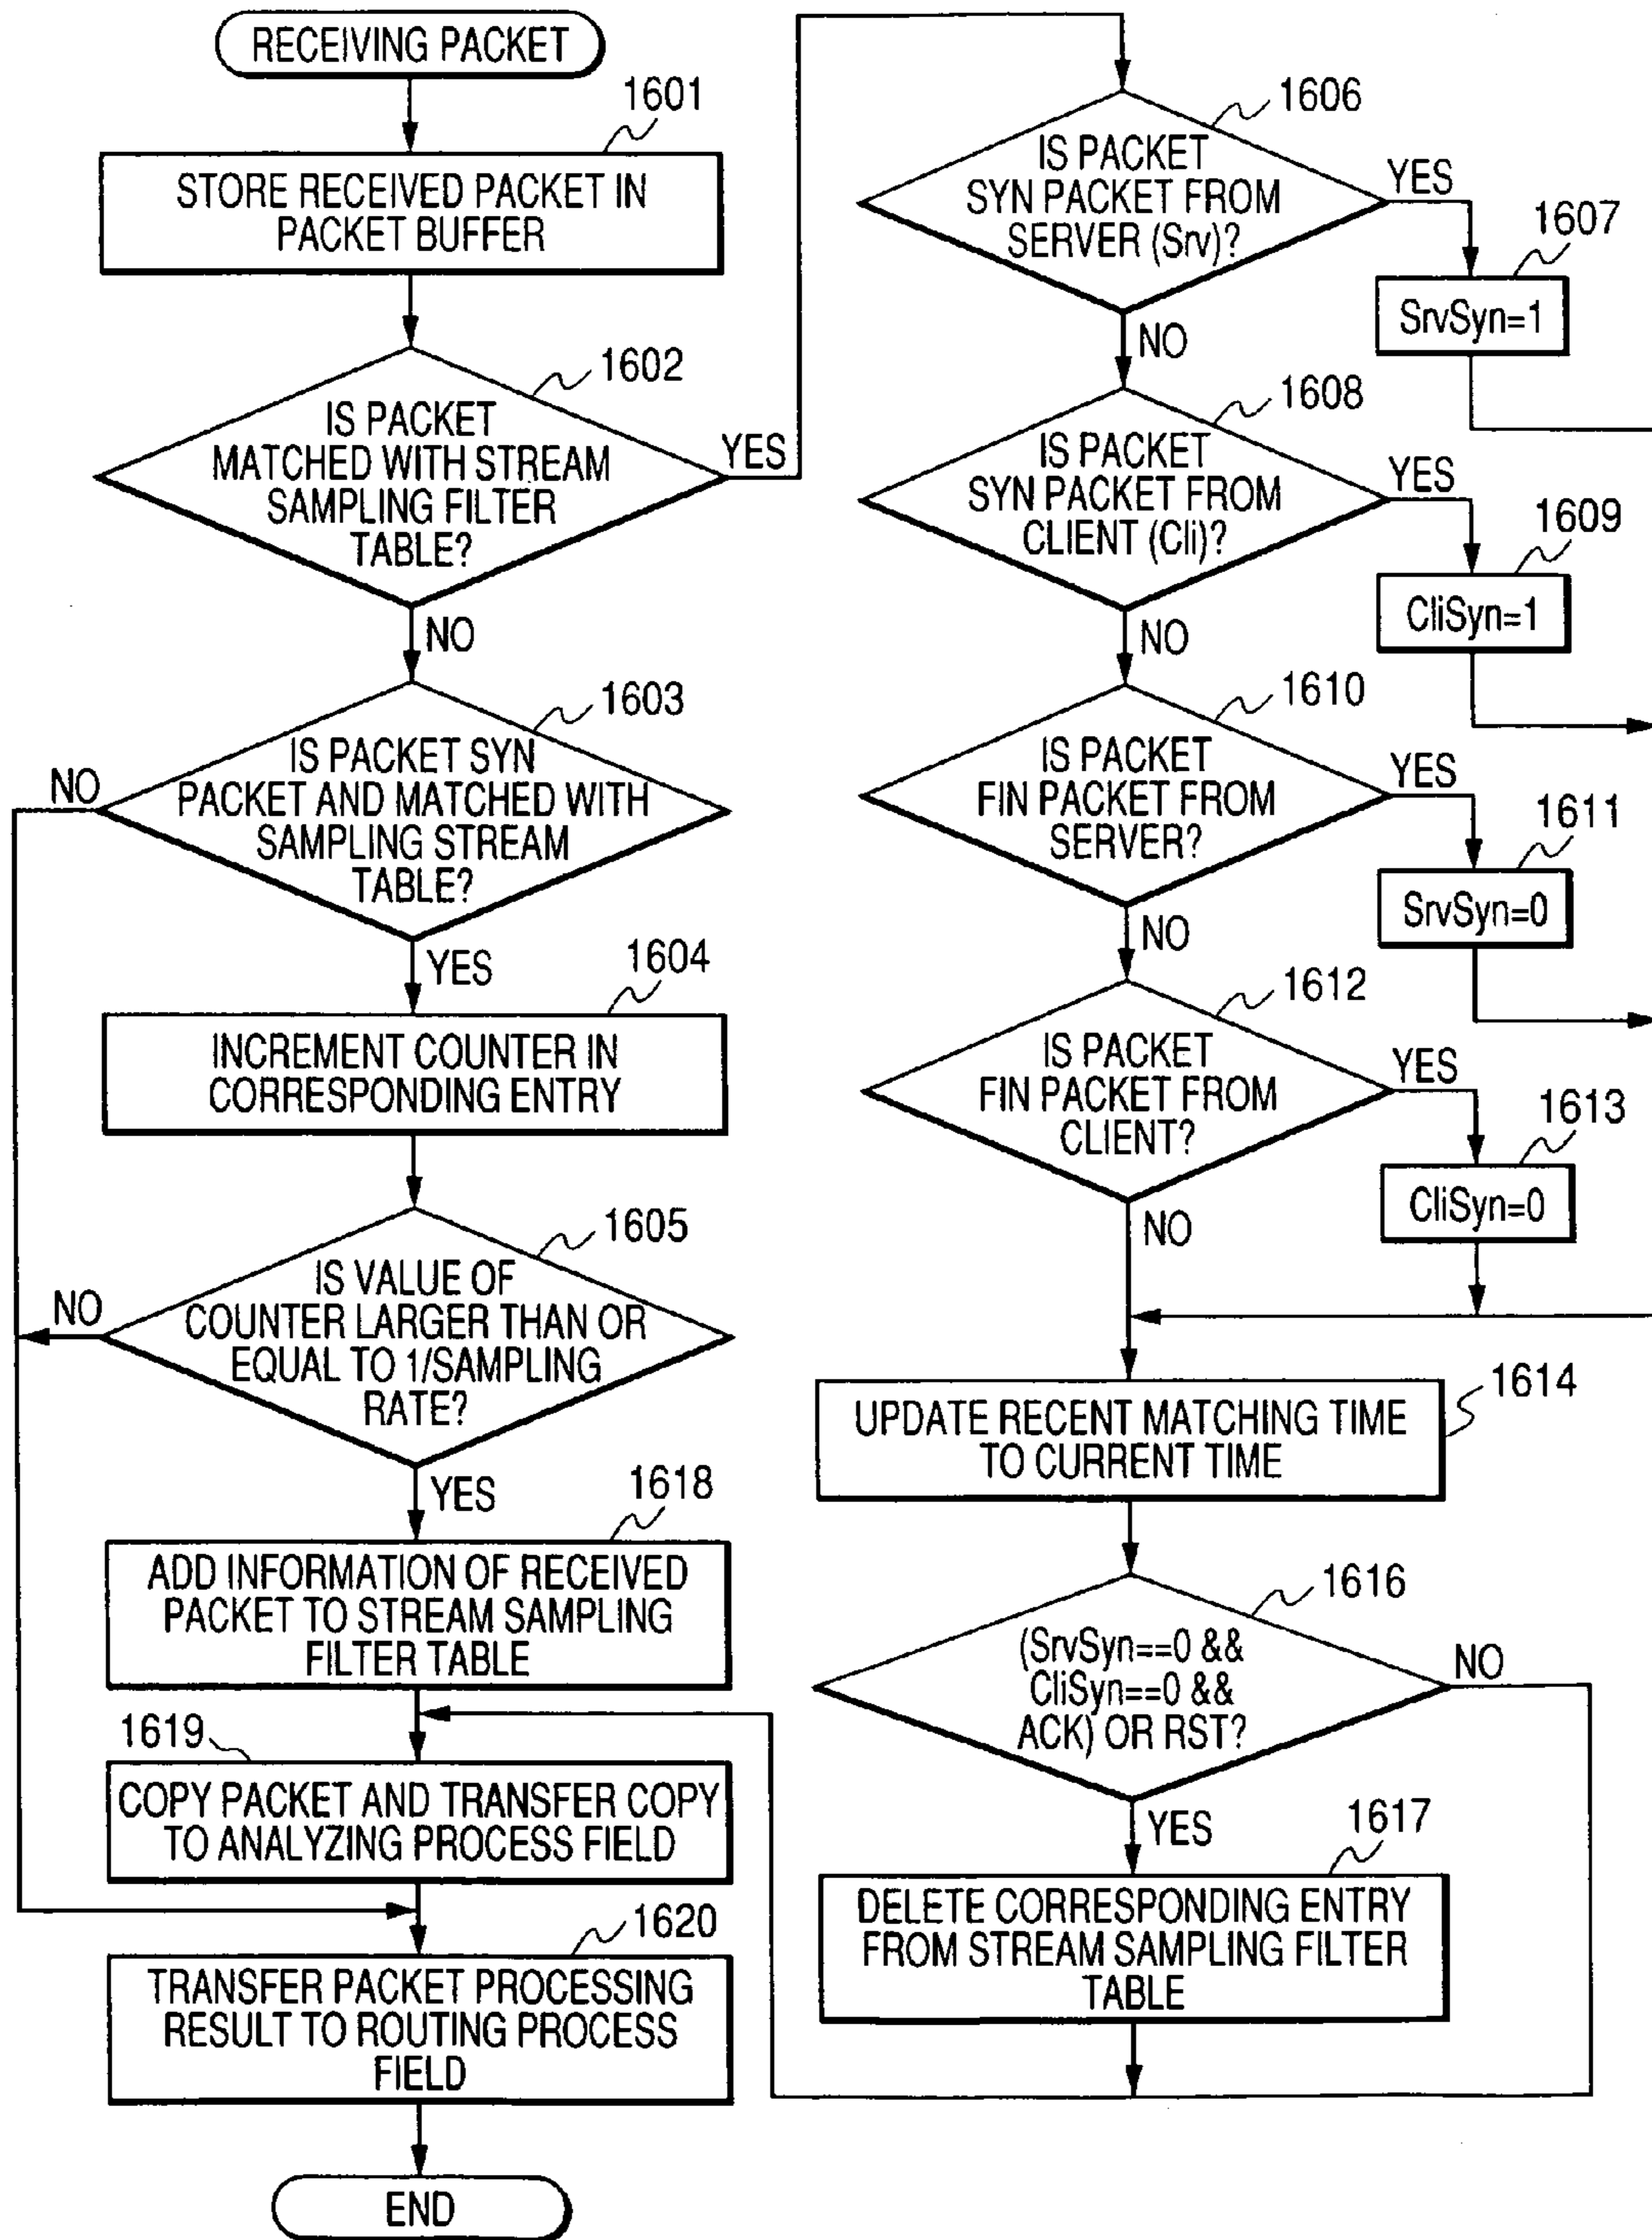 RECEIVING PACKET
1601
STORE RECEIVED PACKET IN
PACKET BUFFER
1602
IS PACKET
MATCHED WITH STREAM
SAMPLING FILTER
TABLE?
YES
NO
1603
IS PACKET SYN
PACKET AND MATCHED WITH
SAMPLING STREAM
TABLE?
NO
YES
1604
INCREMENT COUNTER IN
CORRESPONDING ENTRY
1605
IS VALUE OF
COUNTER LARGER THAN OR
EQUAL TO 1/SAMPLING
RATE?
NO
YES
1618
ADD INFORMATION OF RECEIVED
PACKET TO STREAM SAMPLING
FILTER TABLE
1619
COPY PACKET AND TRANSFER COPY
TO ANALYZING PROCESS FIELD
1620
TRANSFER PACKET PROCESSING
RESULT TO ROUTING PROCESS
FIELD
END
1606
IS PACKET
SYN PACKET FROM
SERVER (Srv)?
YES
1607
SrvSyn=1
NO
1608
IS PACKET
SYN PACKET FROM
CLIENT (Cli)?
YES
1609
CliSyn=1
NO
1610
IS PACKET
FIN PACKET FROM
SERVER?
YES
1611
SrvSyn=0
NO
1612
IS PACKET
FIN PACKET FROM
CLIENT?
YES
1613
CliSyn=0
NO
1614
UPDATE RECENT MATCHING TIME
TO CURRENT TIME
1616
(SrvSyn==0 &&
CliSyn==0 &&
ACK) OR RST?
NO
YES
1617
DELETE CORRESPONDING ENTRY
FROM STREAM SAMPLING FILTER
TABLE